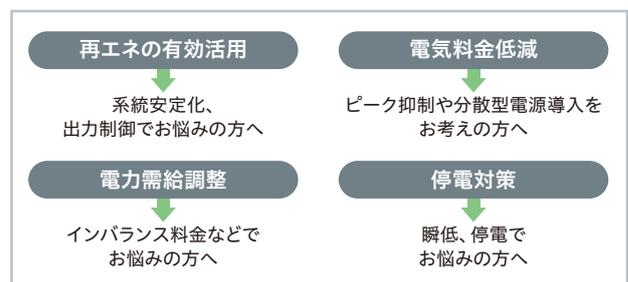 再エネの有効活用
系統安定化、
出力制御でお悩みの方へ
電気料金低減
ピーク抑制や分散型電源導入を
お考えの方へ
電力需給調整
インバランス料金などで
お悩みの方へ
停電対策
瞬低、停電で
お悩みの方へ